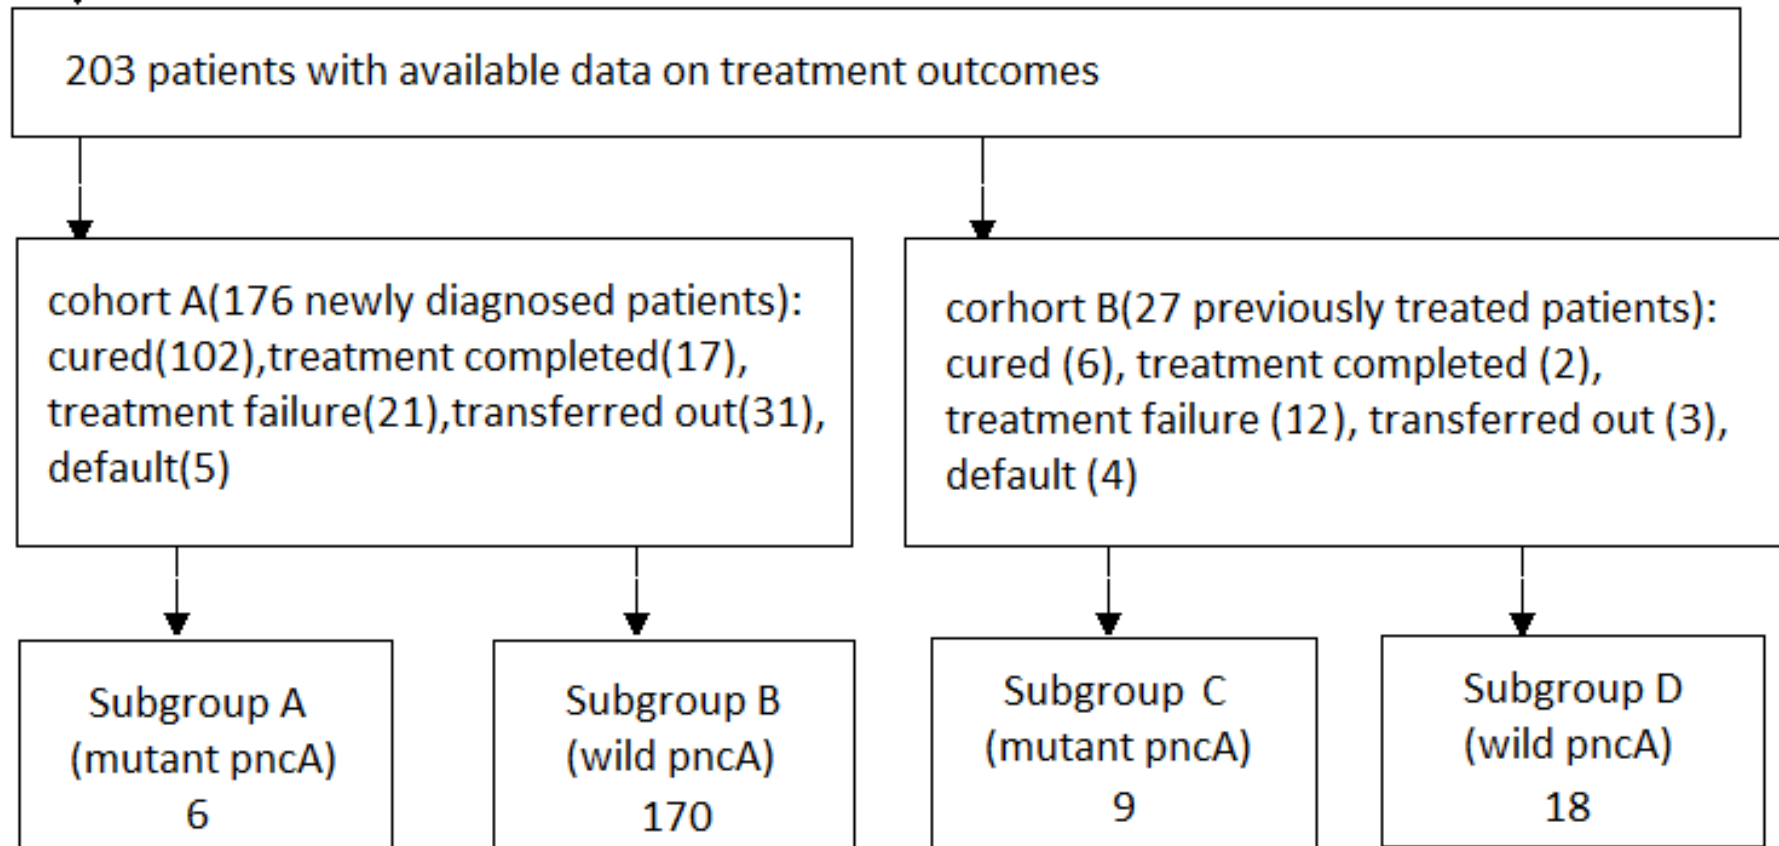 203 patients with available data on treatment outcomes
cohort A(176 newly diagnosed patients):
cured(102),treatment completed(17),
treatment failure(21),transferred out(31),
default(5)
corhort B(27 previously treated patients):
cured (6), treatment completed (2),
treatment failure (12), transferred out (3),
default (4)
Subgroup A
(mutant pncA)
6
Subgroup B
(wild pncA)
170
Subgroup C
(mutant pncA)
9
Subgroup D
(wild pncA)
18